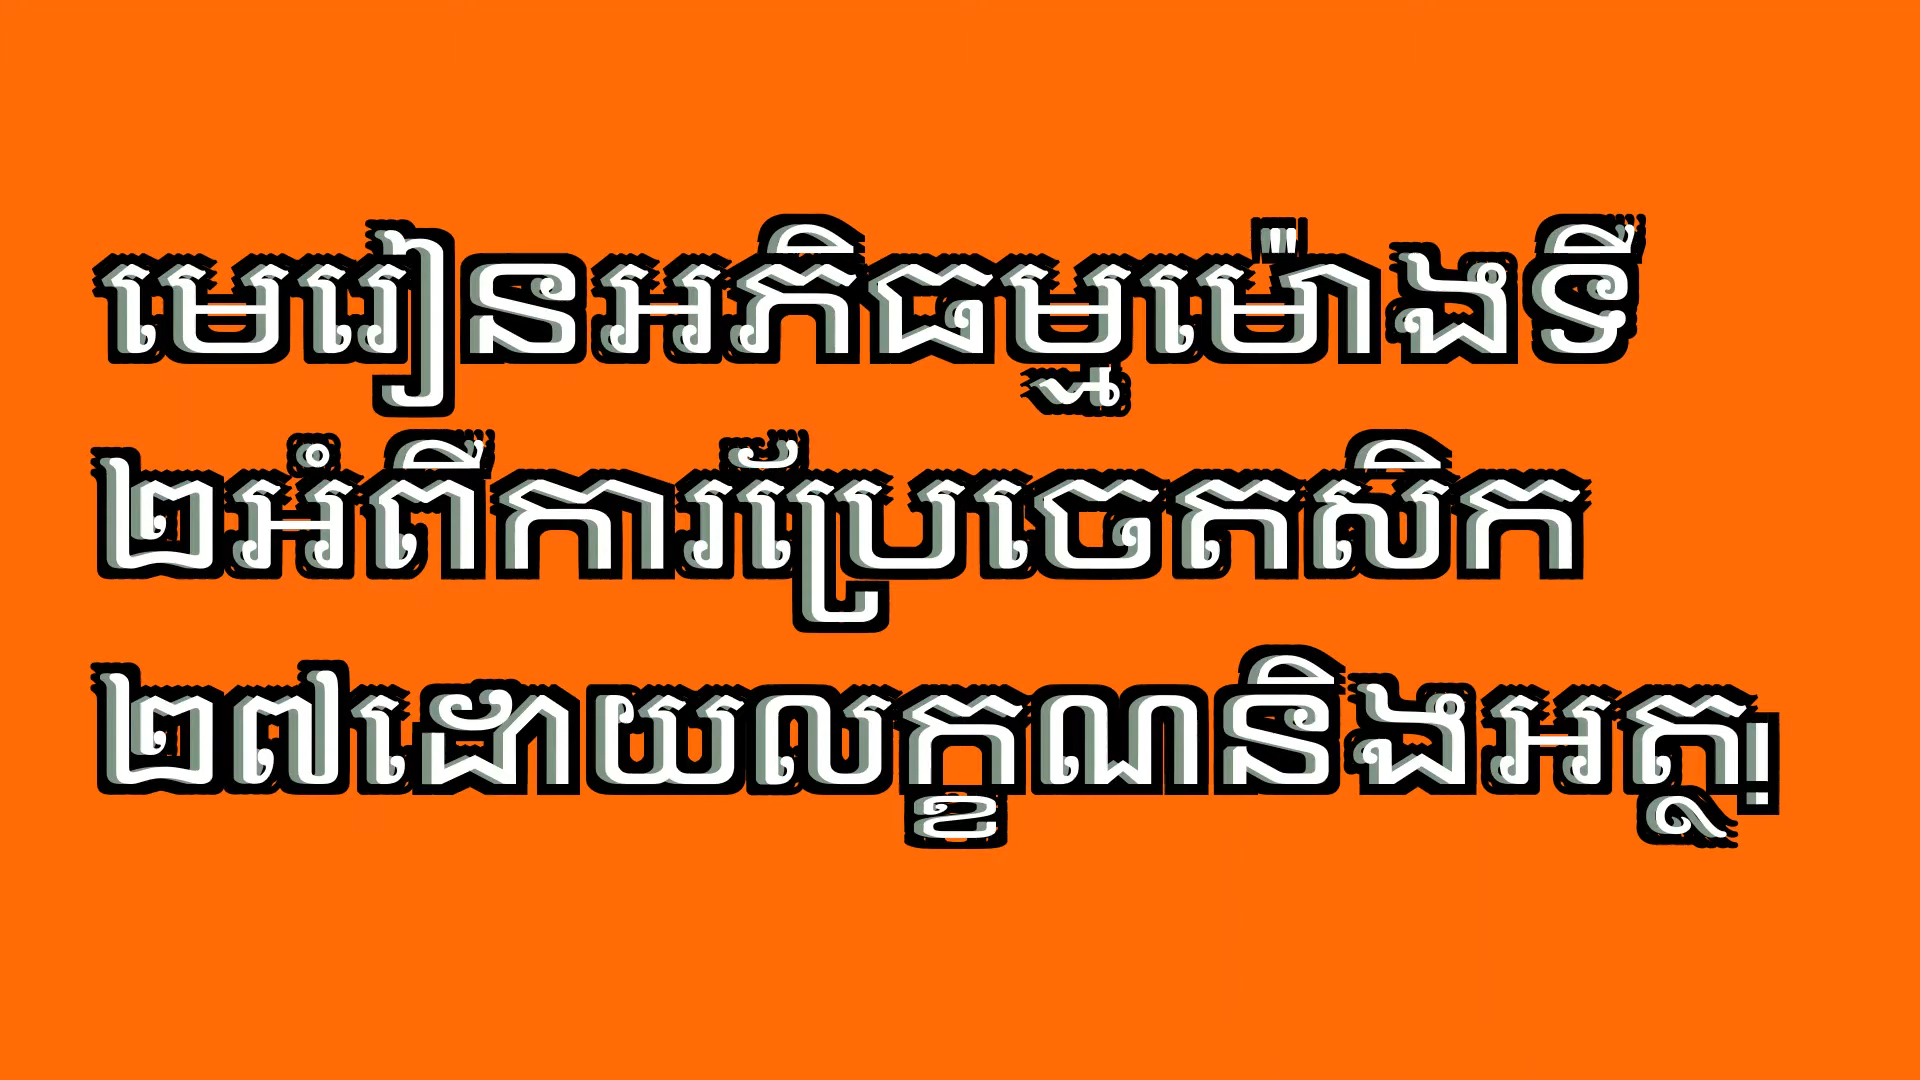 មេរៀនអភិធម្មម៉ោងទី
២អំពីការប្រែចេតសិក
២៧ដោយលក្ខណនិងអត្ថ!